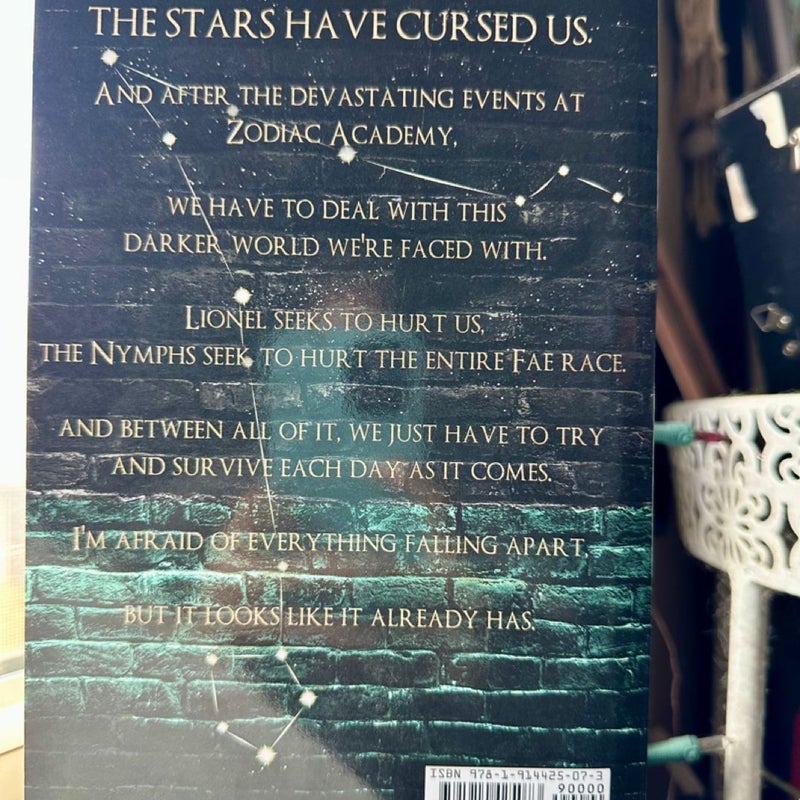 THE STARS HAVE CURSED US.
AND AFTER THE DEVASTATING EVENTS AT
ZODIAC ACADEMY,
WE HAVE TO DEAL WITH THIS
DARKER WORLD WE'RE FACED WITH.
LIONEL SEEKS TO HURT US,
THE NYMPHS SEEK TO HURT THE ENTIRE FAE RACE.
AND BETWEEN ALL OF IT, WE JUST HAVE TO TRY
AND SURVIVE EACH DAY AS IT COMES.
I'M AFRAID OF EVERYTHING FALLING APART,
BUT IT LOOKS LIKE IT ALREADY HAS.
ISBN 978-1-914425-07-3
90000